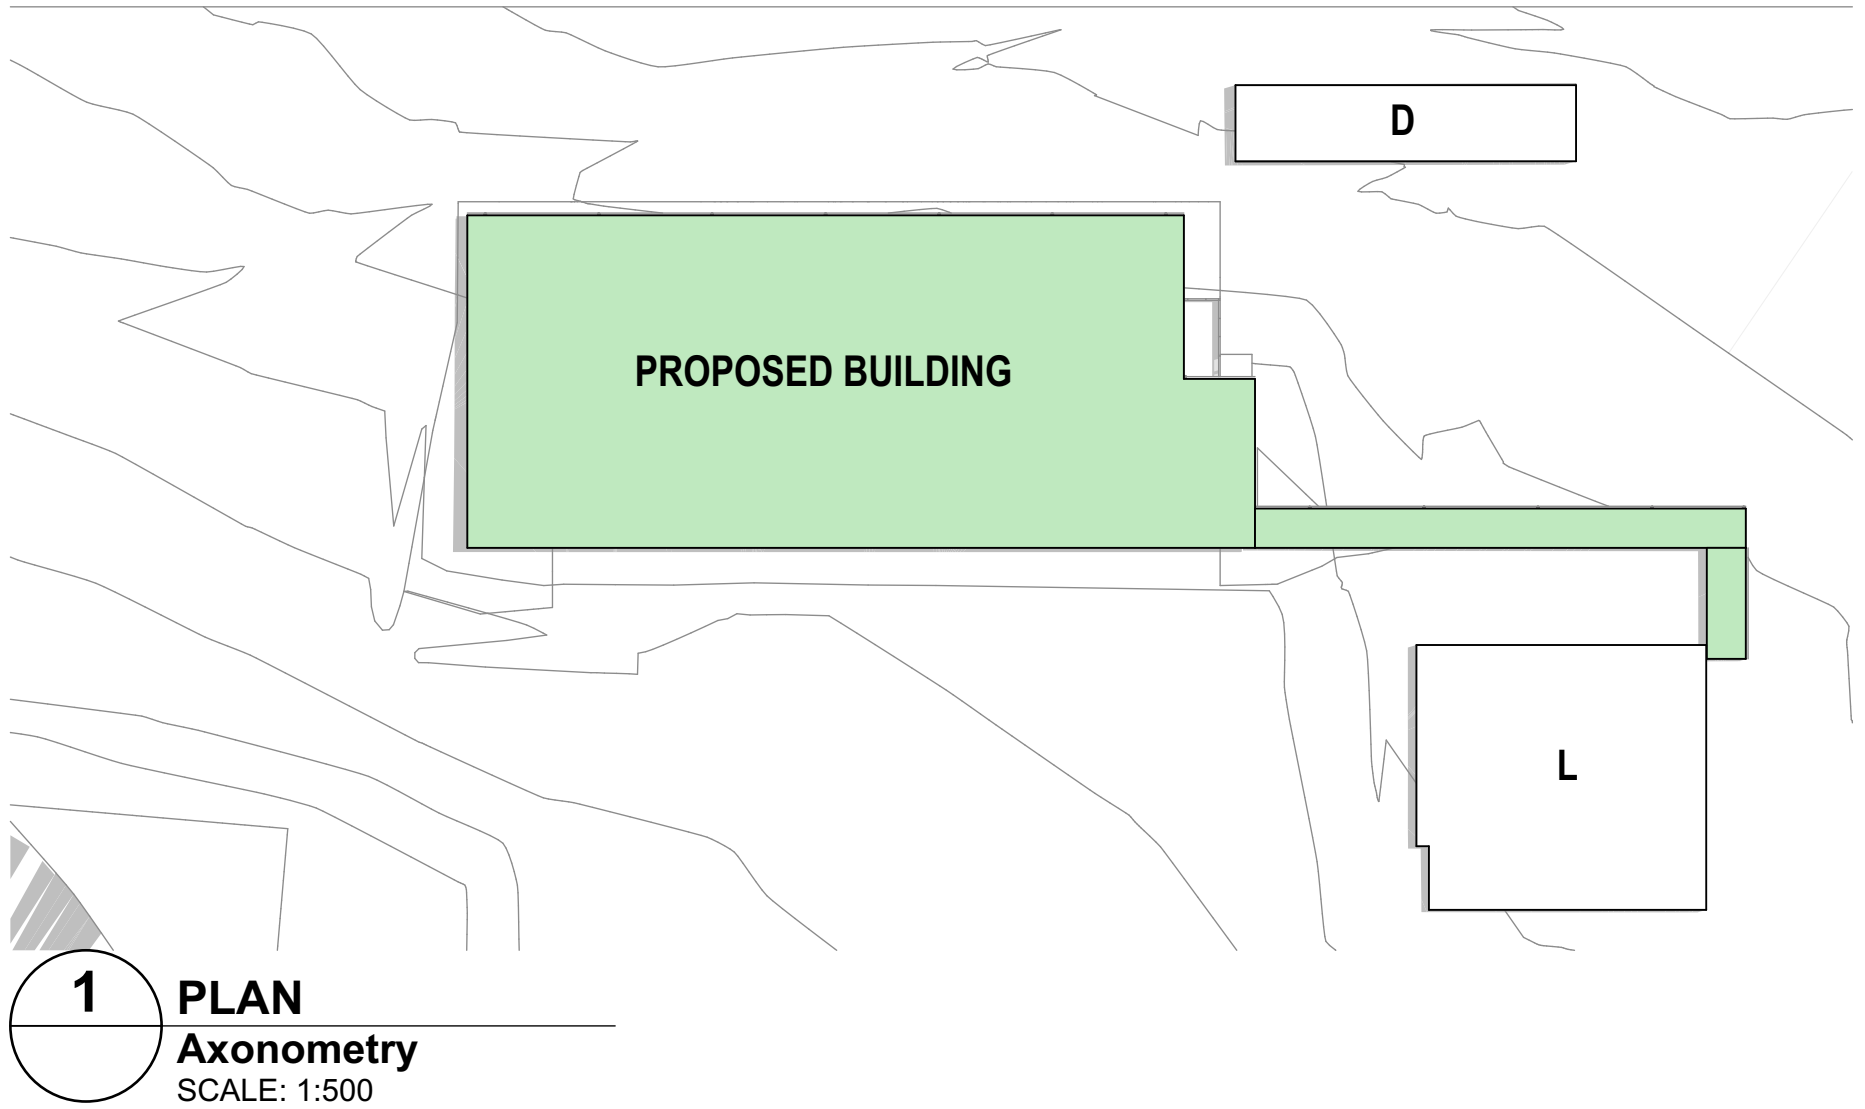 D
PROPOSED BUILDING
L
1
PLAN
Axonometry
SCALE: 1:500